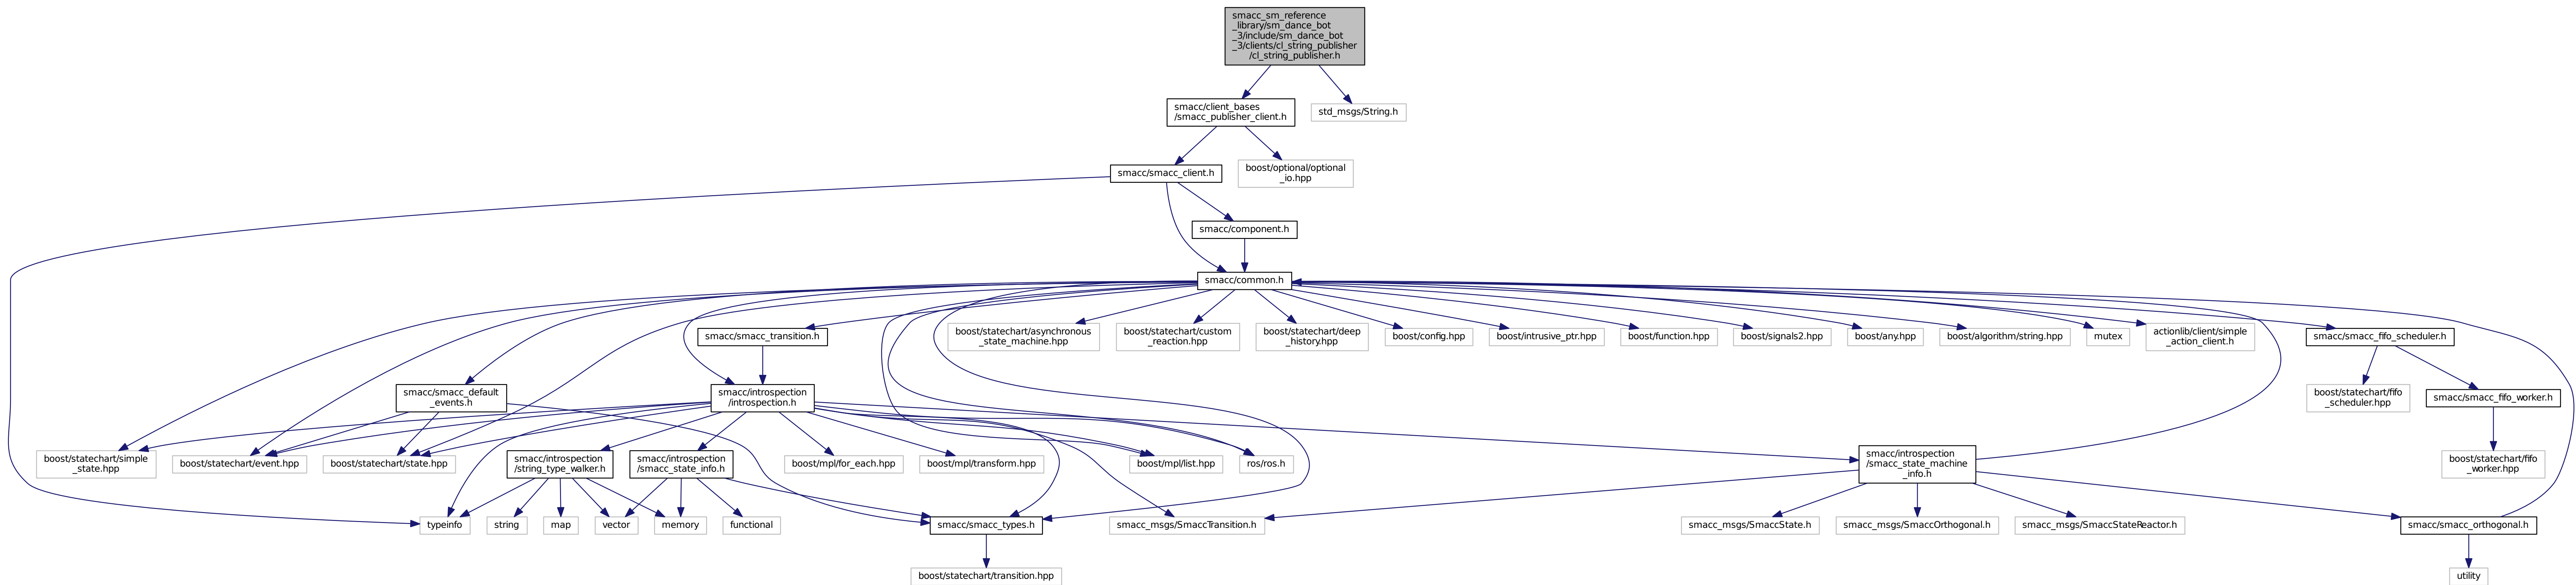 smacc_sm_reference
_library/sm_dance_bot
_3/include/sm_dance_bot
_3/clients/cl_string_publisher
/cl_string_publisher.h
smacc/client_bases
/smacc_publisher_client.h
std_msgs/String.h
smacc/smacc_client.h
boost/optional/optional
_io.hpp
smacc/component.h
smacc/common.h
smacc/smacc_transition.h
boost/statechart/asynchronous
_state_machine.hpp
boost/statechart/custom
_reaction.hpp
boost/statechart/deep
_history.hpp
boost/config.hpp
boost/intrusive_ptr.hpp
boost/function.hpp
boost/signals2.hpp
boost/any.hpp
boost/algorithm/string.hpp
mutex
actionlib/client/simple
_action_client.h
smacc/smacc_fifo_scheduler.h
smacc/smacc_default
_events.h
smacc/introspection
/introspection.h
boost/statechart/fifo
_scheduler.hpp
smacc/smacc_fifo_worker.h
boost/statechart/simple
_state.hpp
boost/statechart/event.hpp
boost/statechart/state.hpp
smacc/introspection
/string_type_walker.h
smacc/introspection
/smacc_state_info.h
boost/mpl/for_each.hpp
boost/mpl/transform.hpp
boost/mpl/list.hpp
ros/ros.h
smacc/introspection
/smacc_state_machine
_info.h
boost/statechart/fifo
_worker.hpp
typeinfo
string
map
vector
memory
functional
smacc/smacc_types.h
smacc_msgs/SmaccTransition.h
smacc_msgs/SmaccState.h
smacc_msgs/SmaccOrthogonal.h
smacc_msgs/SmaccStateReactor.h
smacc/smacc_orthogonal.h
boost/statechart/transition.hpp
utility